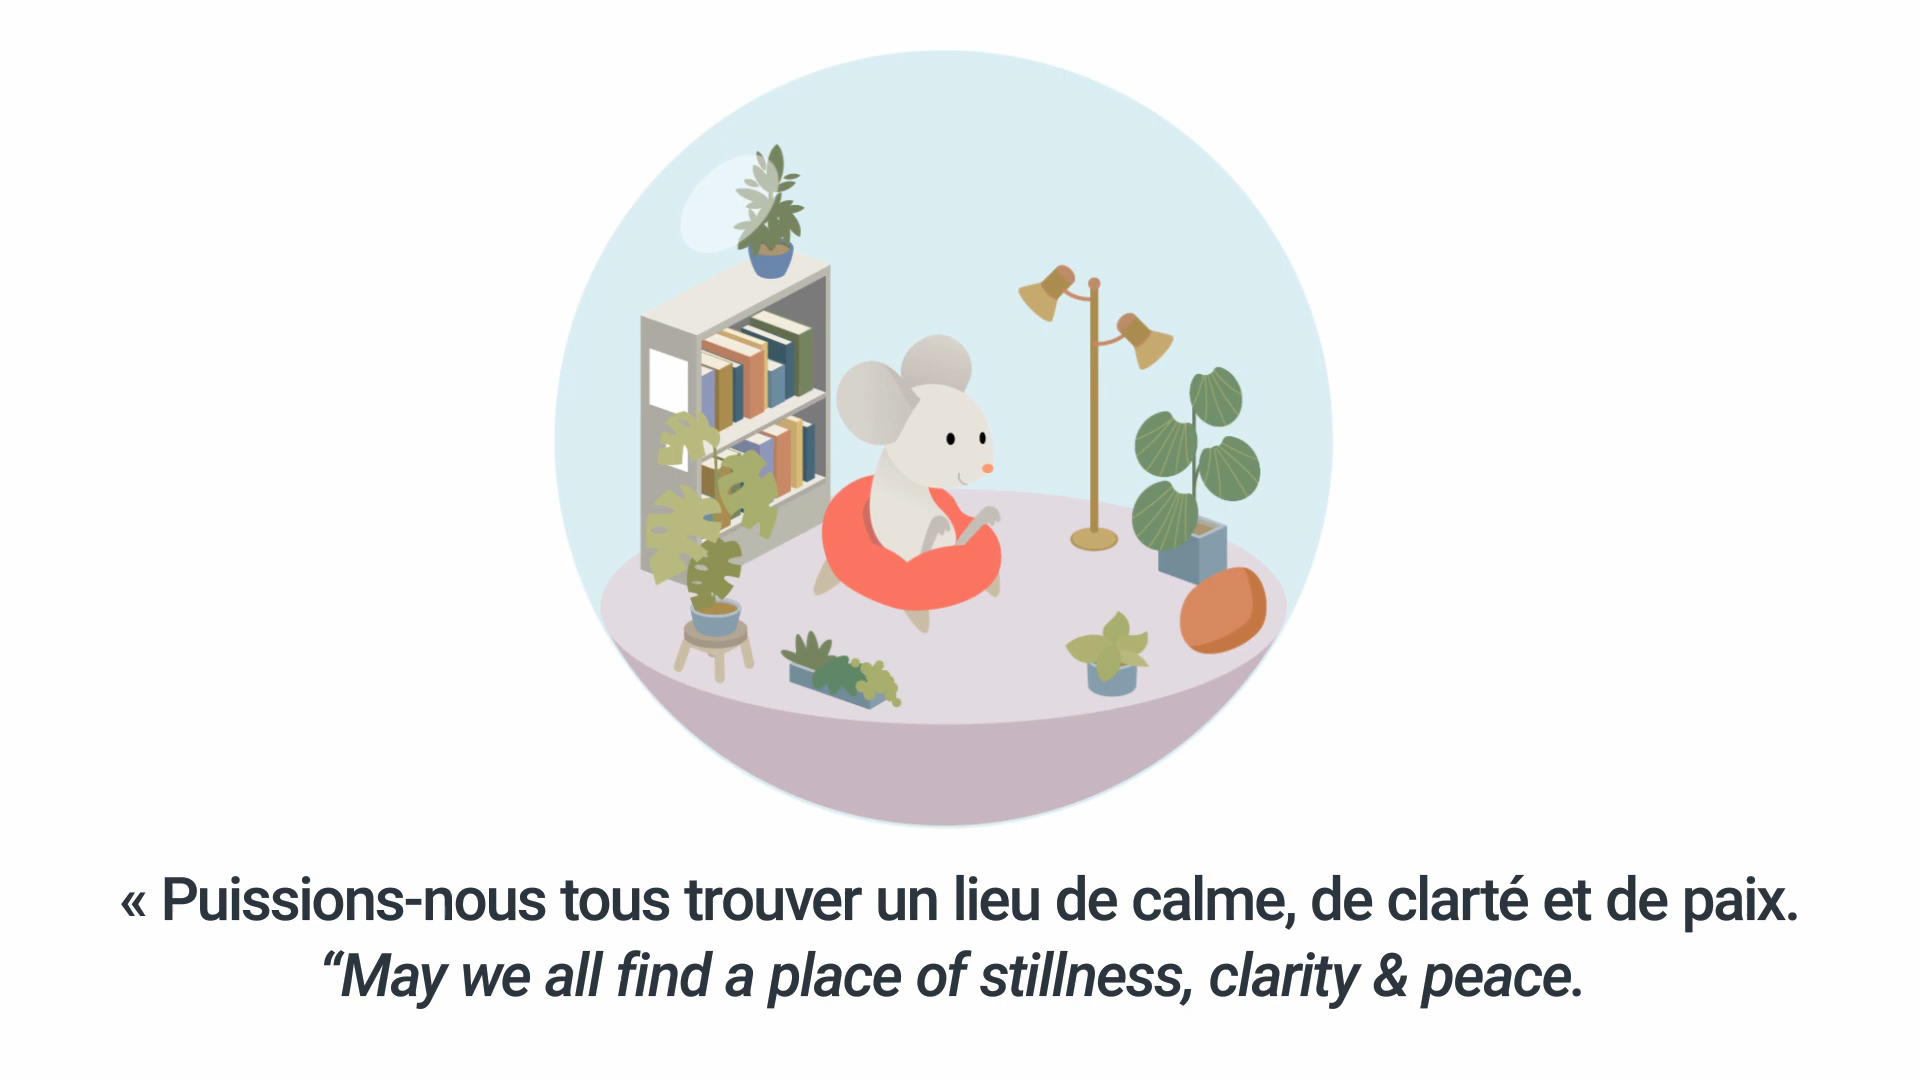 « Puissions-nous tous trouver un lieu de calme, de clarté et de paix.
“May we all find a place of stillness, clarity & peace.